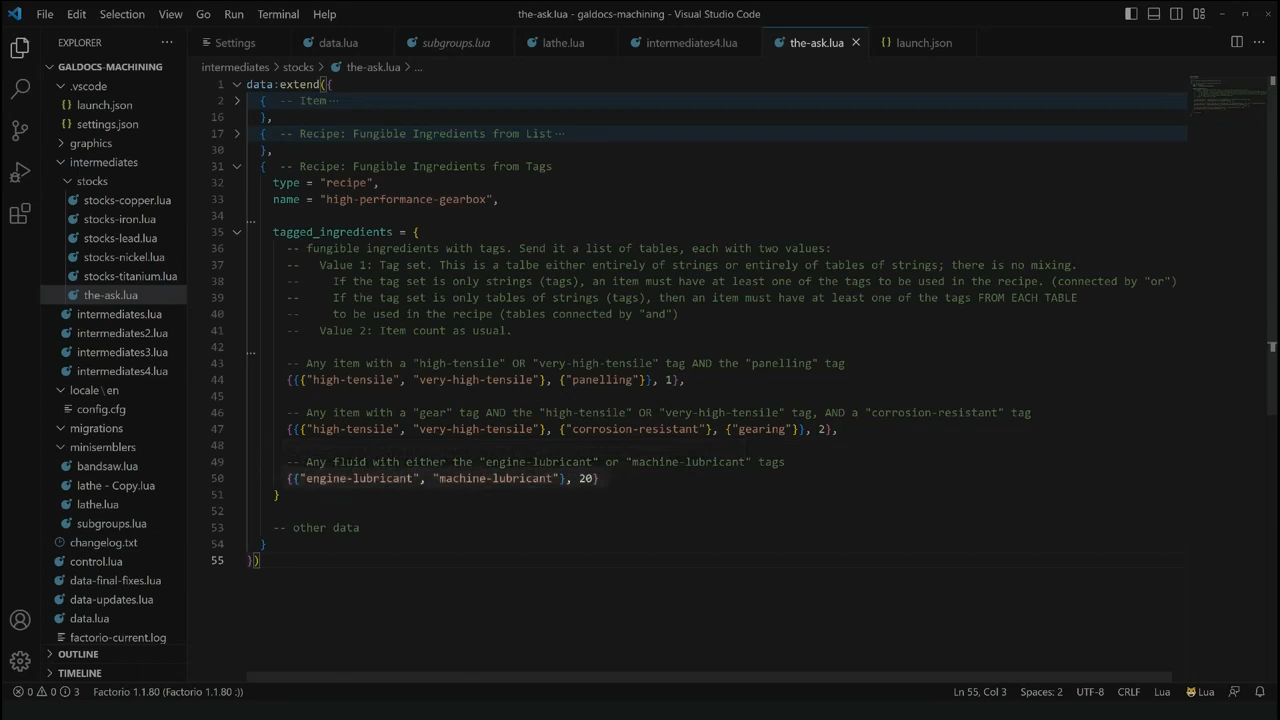 File Edit Selection View Go Run Terminal Help
the-ask.lua - galdocs-machining - Visual Studio Code
EXPLORER ...
Settings data.lua subgroups.lua lathe.lua intermediates4.lua the-ask.lua launch.json
GALDOCS-MACHINING
.vscode
launch.json
settings.json
graphics
intermediates
stocks
stocks-copper.lua
stocks-iron.lua
stocks-lead.lua
stocks-nickel.lua
stocks-titanium.lua
the-ask.lua
intermediates.lua
intermediates2.lua
intermediates3.lua
intermediates4.lua
locale \ en
config.cfg
migrations
minisemblers
bandsaw.lua
lathe - Copy.lua
lathe.lua
subgroups.lua
changelog.txt
control.lua
data-final-fixes.lua
data-updates.lua
data.lua
factorio-current.log
OUTLINE
TIMELINE
intermediates > stocks > the-ask.lua > ...
1 data:extend({
2 { -- Item ...
16 },
17 { -- Recipe: Fungible Ingredients from List ...
30 },
31 { -- Recipe: Fungible Ingredients from Tags
32 type = "recipe",
33 name = "high-performance-gearbox",
34
35 tagged_ingredients = {
36 -- fungible ingredients with tags. Send it a list of tables, each with two values:
37 -- Value 1: Tag set. This is a talbe either entirely of strings or entirely of tables of strings; there is no mixing.
38 -- If the tag set is only strings (tags), an item must have at least one of the tags to be used in the recipe. (connected by "or")
39 -- If the tag set is only tables of strings (tags), then an item must have at least one of the tags FROM EACH TABLE
40 -- to be used in the recipe (tables connected by "and")
41 -- Value 2: Item count as usual.
42
43 -- Any item with a "high-tensile" OR "very-high-tensile" tag AND the "panelling" tag
44 {{{"high-tensile", "very-high-tensile"}, {"panelling"}}, 1},
45
46 -- Any item with a "gear" tag AND the "high-tensile" OR "very-high-tensile" tag, AND a "corrosion-resistant" tag
47 {{{"high-tensile", "very-high-tensile"}, {"corrosion-resistant"}, {"gearing"}}, 2},
48
49 -- Any fluid with either the "engine-lubricant" or "machine-lubricant" tags
50 {{"engine-lubricant", "machine-lubricant"}, 20}
51 }
52
53 -- other data
54 }
55 })
0 0 3 Factorio 1.1.80 (Factorio 1.1.80 :)) Ln 55, Col 3 Spaces: 2 UTF-8 CRLF Lua Lua